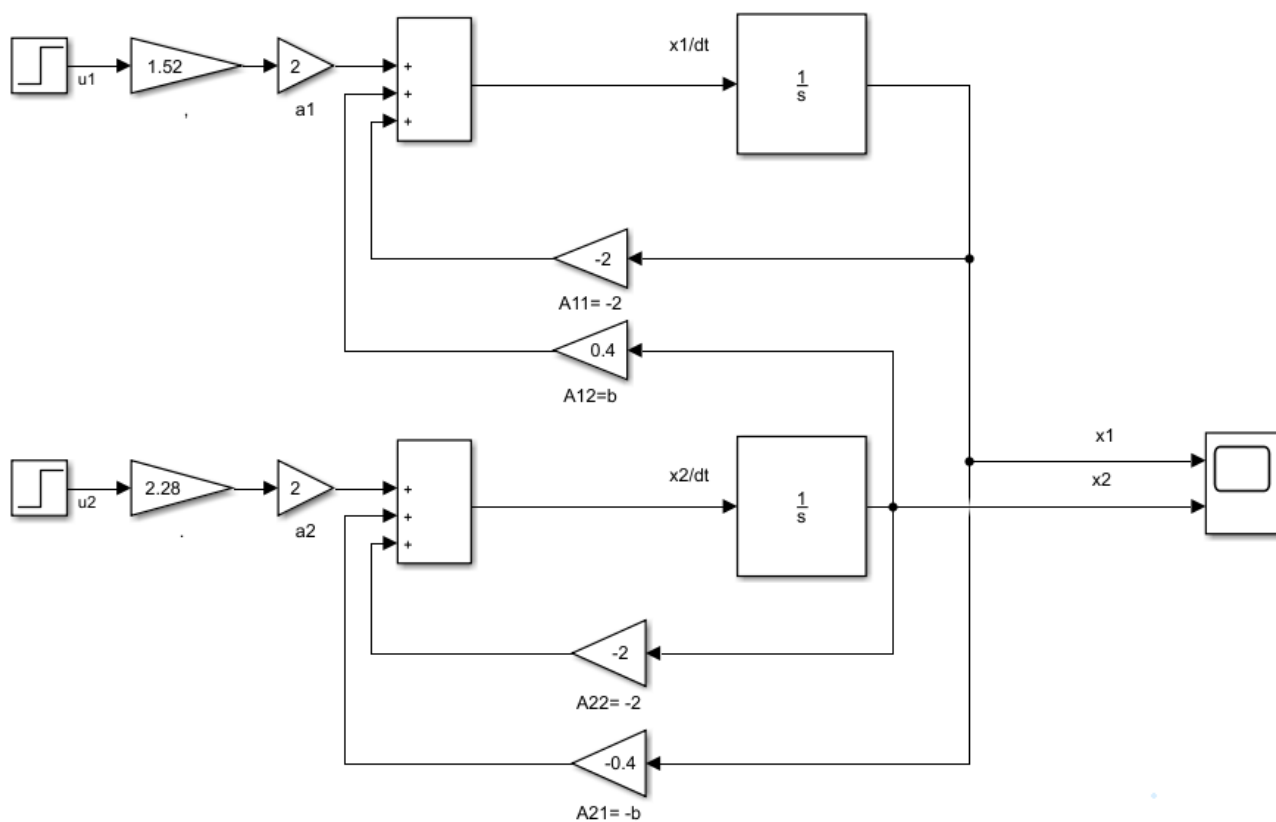 x1/dt
u1
1.52
2
+
+
+
1
s
,
a1
-2
A11= -2
0.4
A12=b
x1
x2
u2
2.28
2
+
+
+
x2/dt
1
s
.
a2
-2
A22= -2
-0.4
A21= -b